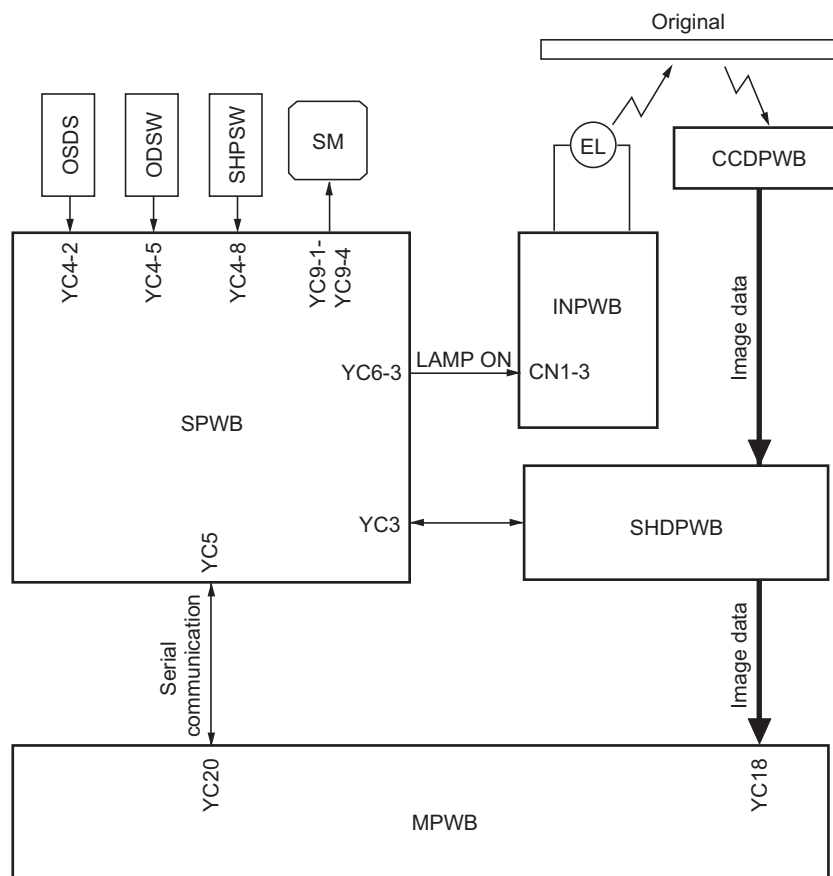 Original
OSDS
ODSW
SHPSW
SM
EL
CCDPWB
YC4-2
YC4-5
YC4-8
YC9-1-
YC9-4
INPWB
Image data
YC6-3
LAMP ON
CN1-3
SPWB
YC3
SHDPWB
YC5
Serial
communication
Image data
YC20
YC18
MPWB